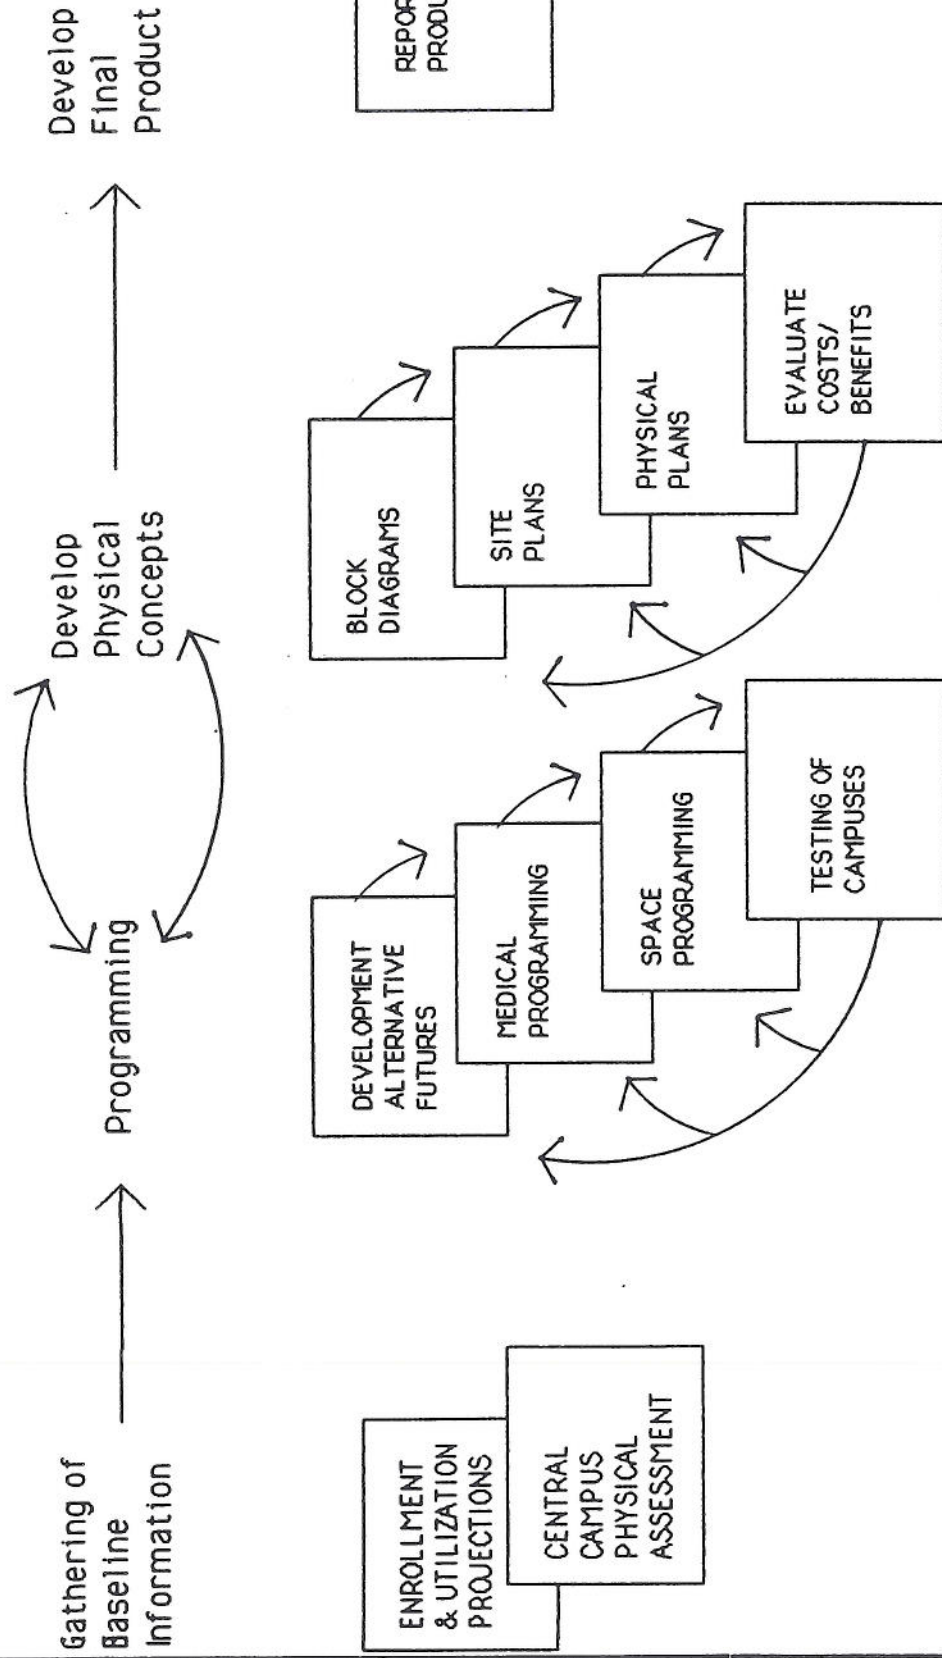 Gathering of
Baseline
Information
Programming
Develop
Physical
Concepts
Develop
Final
Product
ENROLLMENT
& UTILIZATION
PROJECTIONS
CENTRAL
CAMPUS
PHYSICAL
ASSESSMENT
DEVELOPMENT
ALTERNATIVE
FUTURES
MEDICAL
PROGRAMMING
SPACE
PROGRAMMING
TESTING OF
CAMPUSES
BLOCK
DIAGRAMS
SITE
PLANS
PHYSICAL
PLANS
EVALUATE
COSTS/
BENEFITS